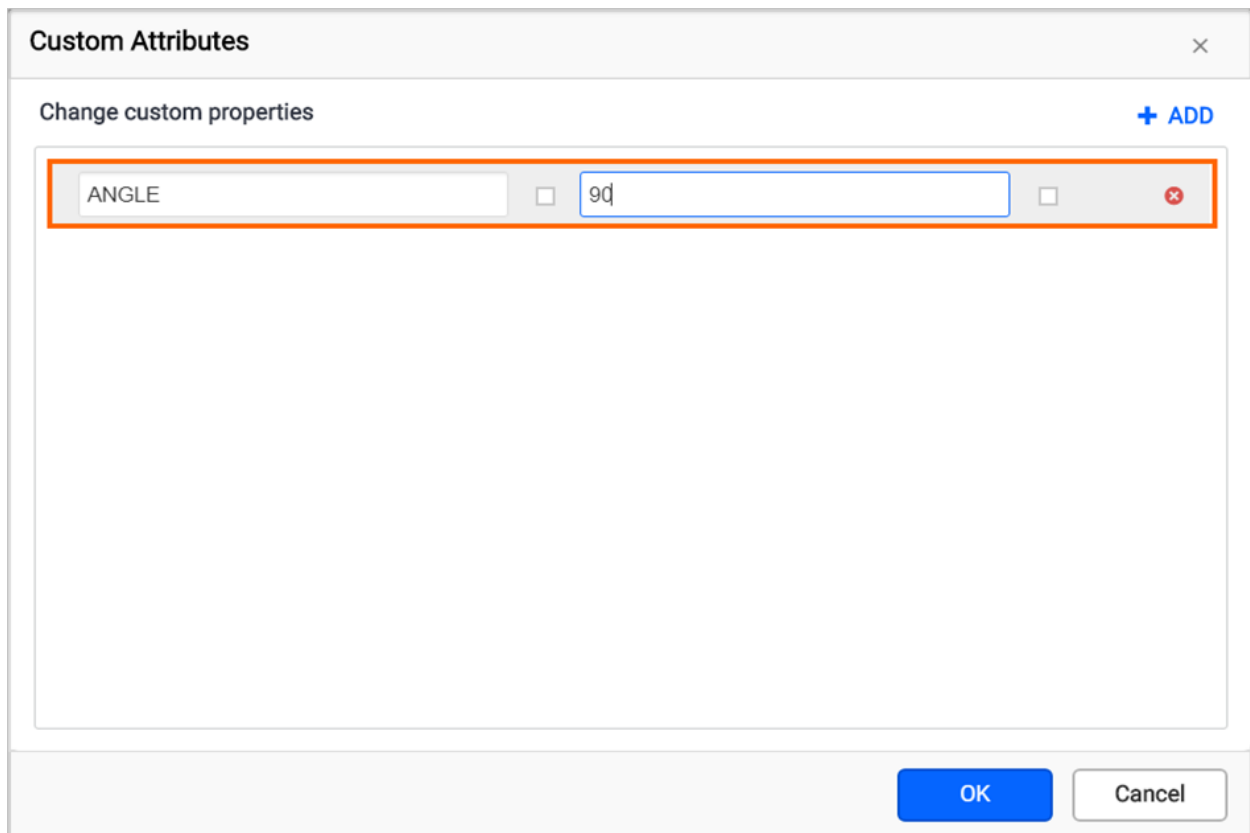 Custom Attributes
Change custom properties
+ ADD
ANGLE 90
OK Cancel